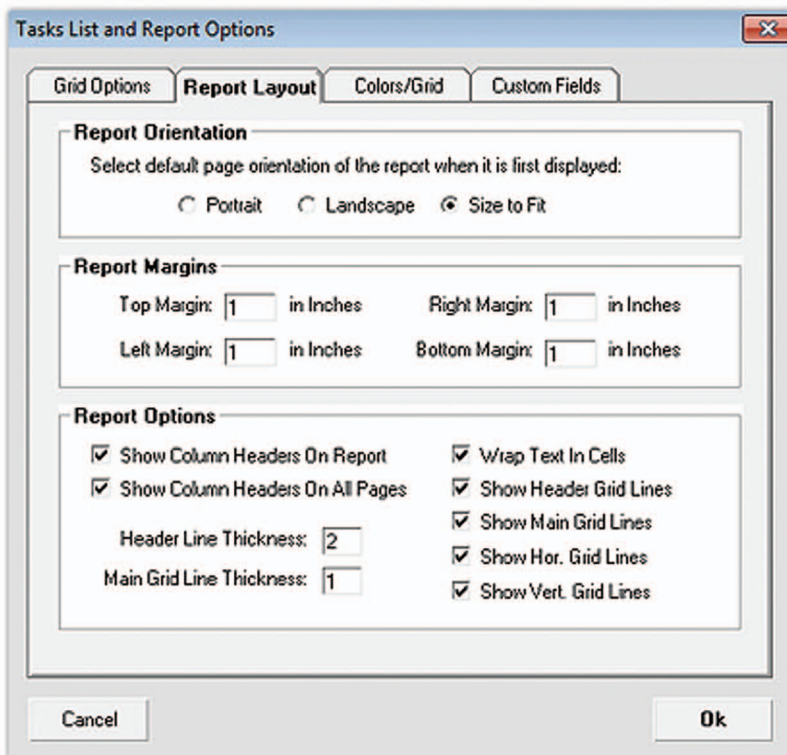 Tasks List and Report Options
Grid Options Report Layout Colors/Grid Custom Fields
Report Orientation
Select default page orientation of the report when it is first displayed:
Portrait Landscape Size to Fit
Report Margins
Top Margin: 1 in Inches Right Margin: 1 in Inches
Left Margin: 1 in Inches Bottom Margin: 1 in Inches
Report Options
Show Column Headers On Report Wrap Text In Cells
Show Column Headers On All Pages Show Header Grid Lines
Show Main Grid Lines
Header Line Thickness: 2
Show Hor. Grid Lines
Main Grid Line Thickness: 1
Show Vert. Grid Lines
Cancel Ok